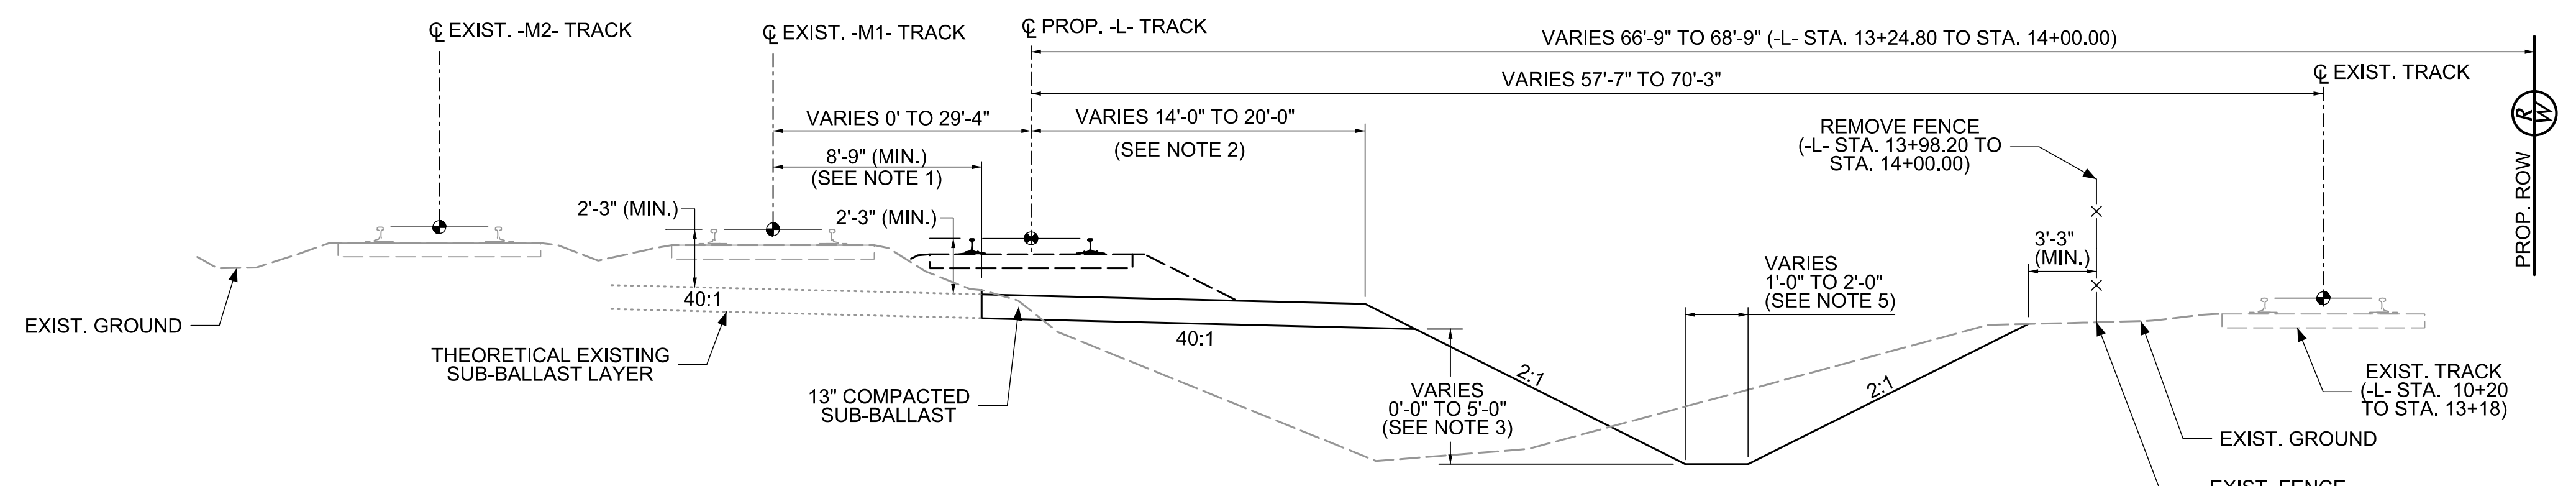 ℄ EXIST. -M2- TRACK
℄ EXIST. -M1- TRACK
℄ PROP. -L- TRACK
VARIES 66'-9" TO 68'-9" (-L- STA. 13+24.80 TO STA. 14+00.00)
VARIES 57'-7" TO 70'-3"
℄ EXIST. TRACK
R
W
PROP. ROW
VARIES 0' TO 29'-4"
VARIES 14'-0" TO 20'-0"
(SEE NOTE 2)
REMOVE FENCE
(-L- STA. 13+98.20 TO
STA. 14+00.00)
8'-9" (MIN.)
(SEE NOTE 1)
2'-3" (MIN.)
2'-3" (MIN.)
3'-3"
(MIN.)
VARIES
1'-0" TO 2'-0"
(SEE NOTE 5)
40:1
40:1
EXIST. GROUND
THEORETICAL EXISTING
SUB-BALLAST LAYER
13" COMPACTED
SUB-BALLAST
VARIES
0'-0" TO 5'-0"
(SEE NOTE 3)
2:1
2:1
EXIST. TRACK
(-L- STA. 10+20
TO STA. 13+18)
EXIST. GROUND
EXIST. FENCE